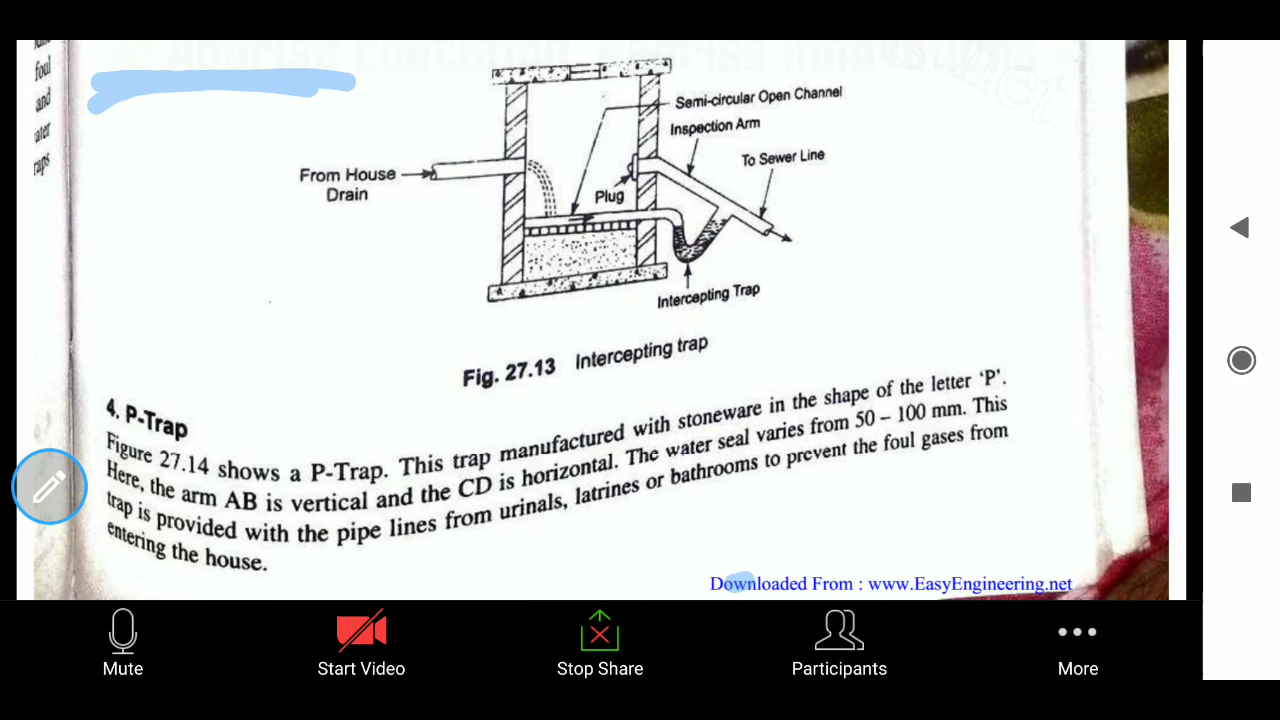 foul
and
Semi-circular Open Channel
Inspection Arm
To Sewer Line
From House
Drain
Plug
Intercepting Trap
Fig. 27.13 Intercepting trap
4. P-Trap
Figure 27.14 shows a P-Trap. This trap manufactured with stoneware in the shape of the letter ‘P’.
Here, the arm AB is vertical and the CD is horizontal. The water seal varies from 50 – 100 mm. This
trap is provided with the pipe lines from urinals, latrines or bathrooms to prevent the foul gases from
entering the house.
Downloaded From : www.EasyEngineering.net
Mute
Start Video
Stop Share
Participants
More